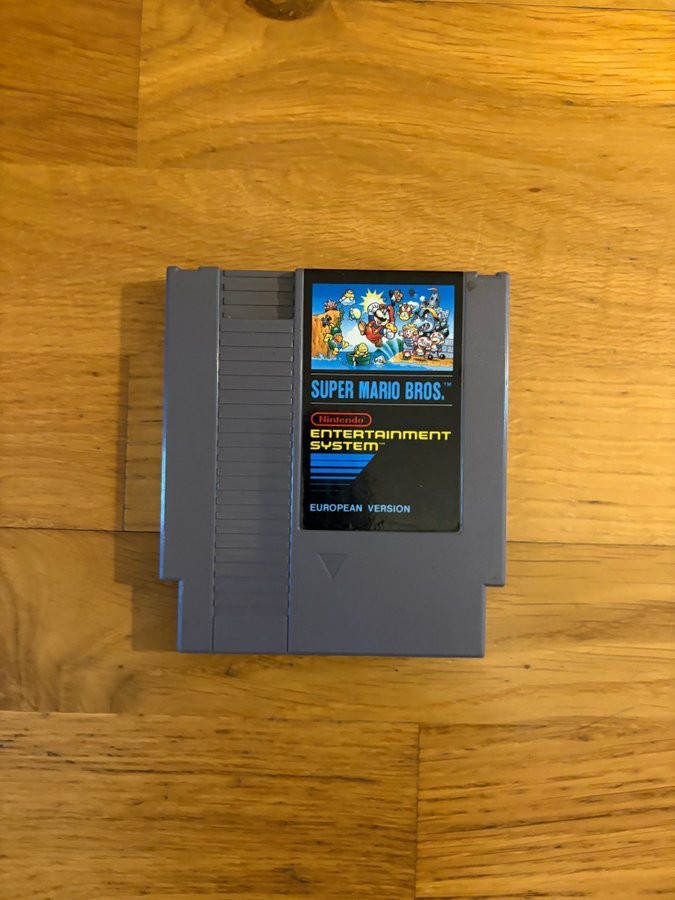 SUPER MARIO BROS.™
Nintendo
ENTERTAINMENT
SYSTEM™
EUROPEAN VERSION